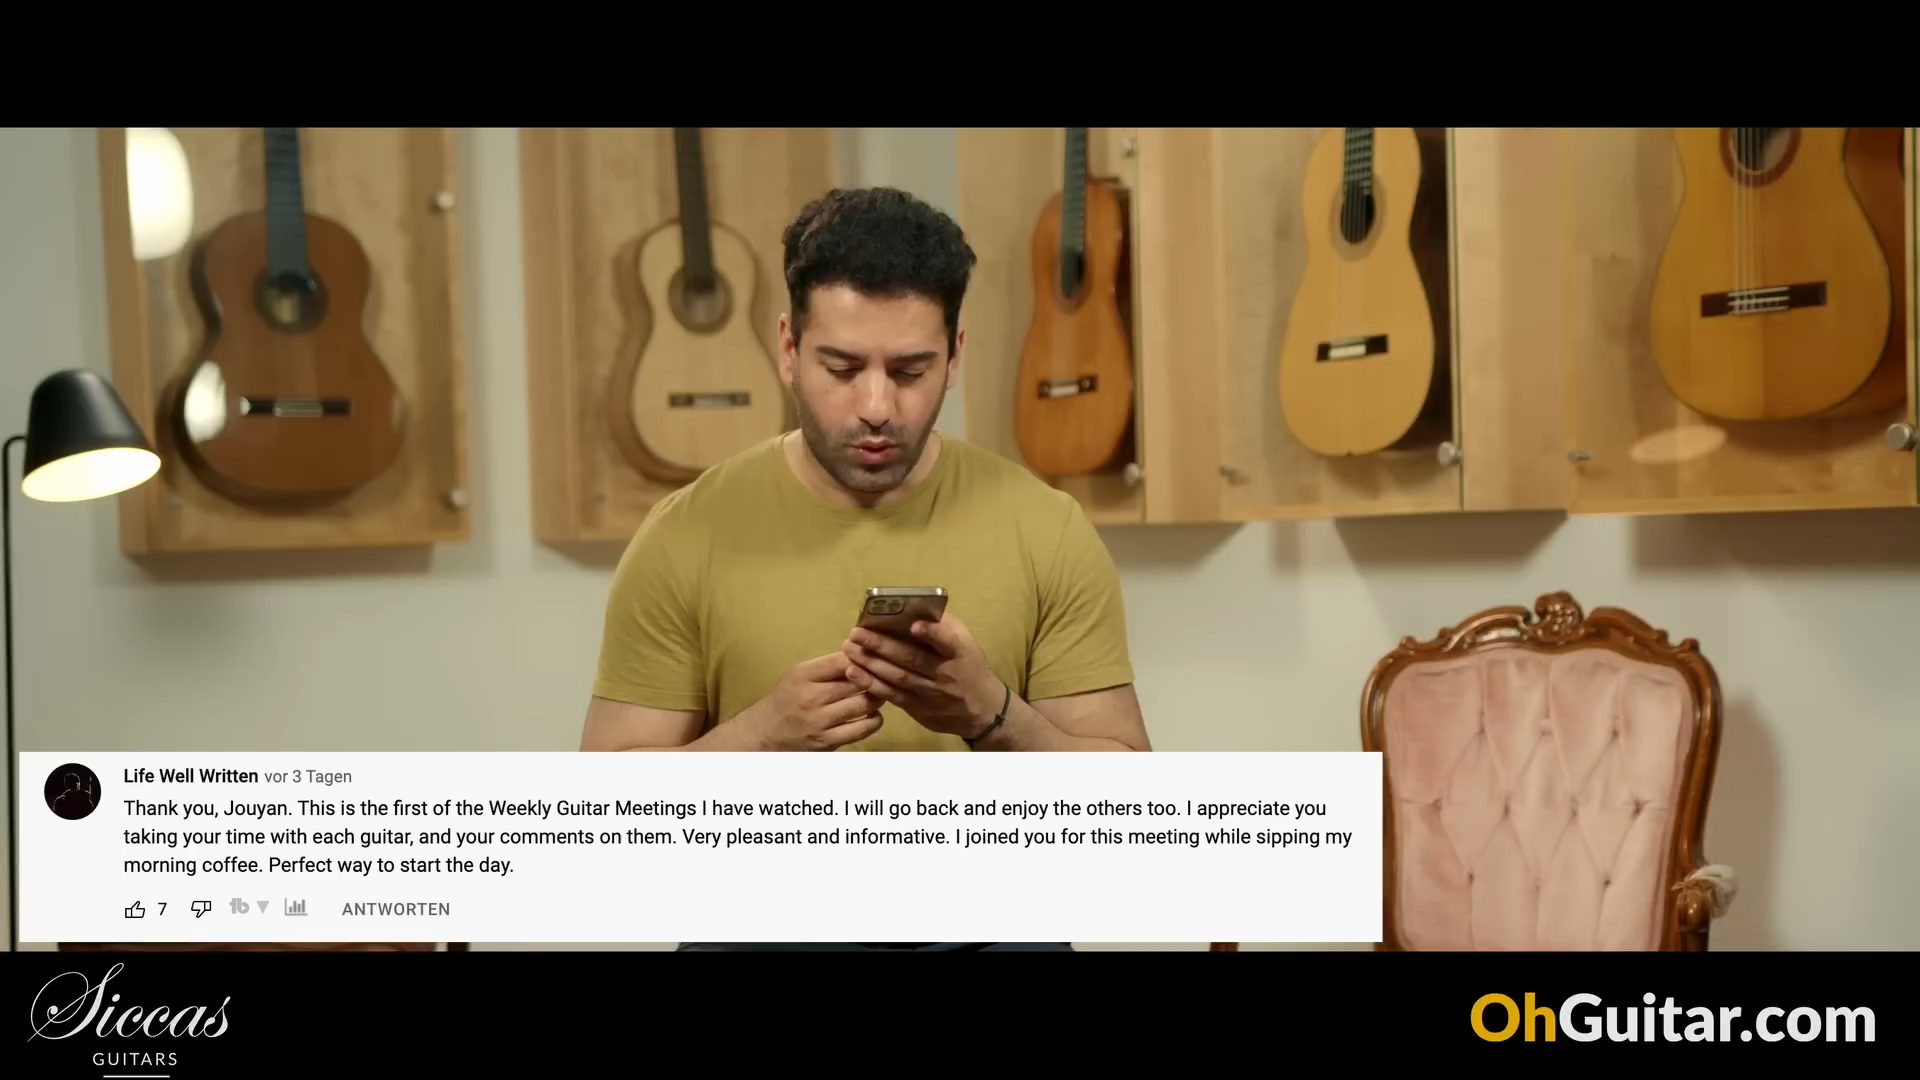 Life Well Written vor 3 Tagen
Thank you, Jouyan. This is the first of the Weekly Guitar Meetings I have watched. I will go back and enjoy the others too. I appreciate you
taking your time with each guitar, and your comments on them. Very pleasant and informative. I joined you for this meeting while sipping my
morning coffee. Perfect way to start the day.
7 tb ANTWORTEN
Siccas
GUITARS
OhGuitar.com